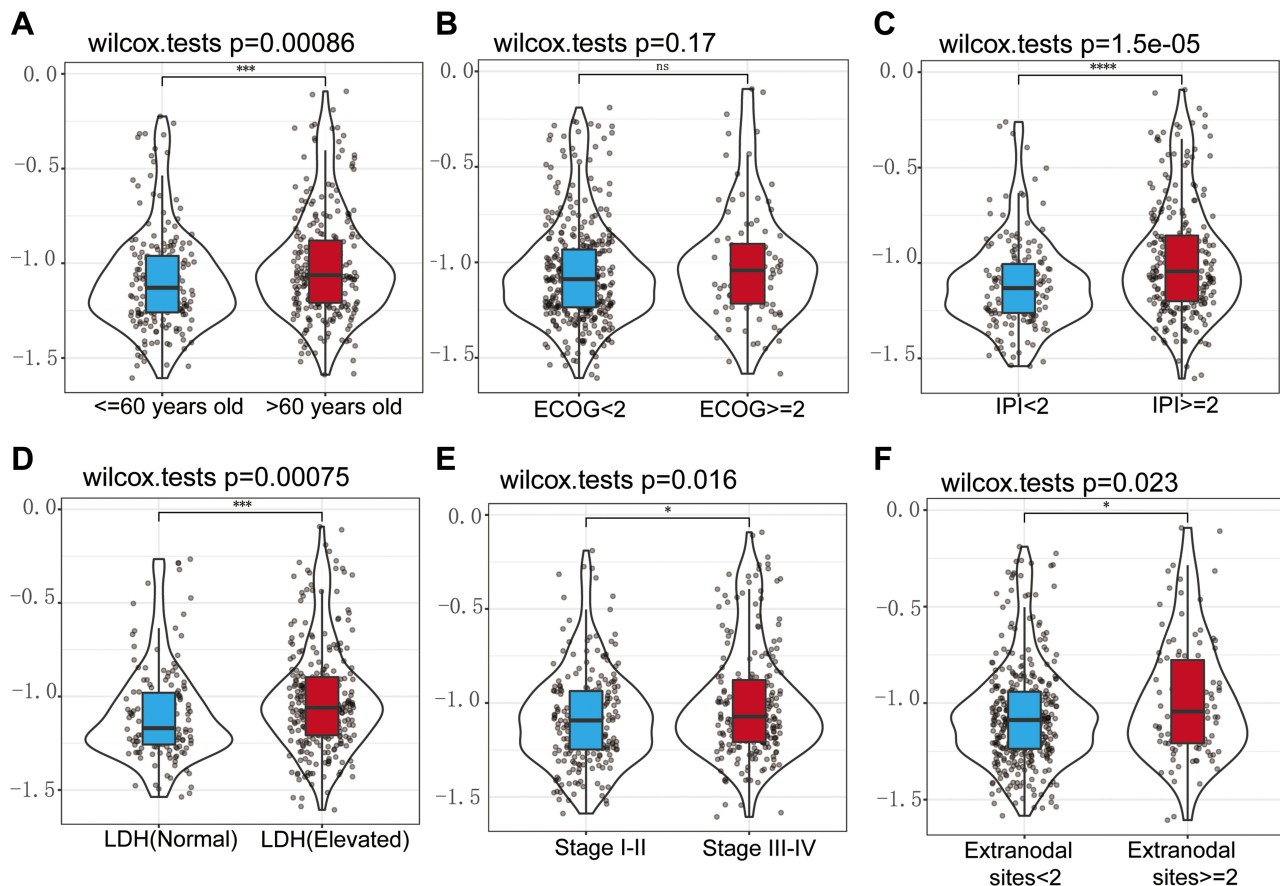 A
wilcox.tests p=0.00086
***
0.0
−0.5
−1.0
−1.5
<=60 years old >60 years old
B
wilcox.tests p=0.17
ns
0.0
−0.5
−1.0
−1.5
ECOG<2 ECOG>=2
C
wilcox.tests p=1.5e-05
****
0.0
−0.5
−1.0
−1.5
IPI<2 IPI>=2
D
wilcox.tests p=0.00075
***
0.0
−0.5
−1.0
−1.5
LDH(Normal) LDH(Elevated)
E
wilcox.tests p=0.016
*
0.0
−0.5
−1.0
−1.5
Stage I-II Stage III-IV
F
wilcox.tests p=0.023
*
0.0
−0.5
−1.0
−1.5
Extranodal Extranodal
sites<2 sites>=2